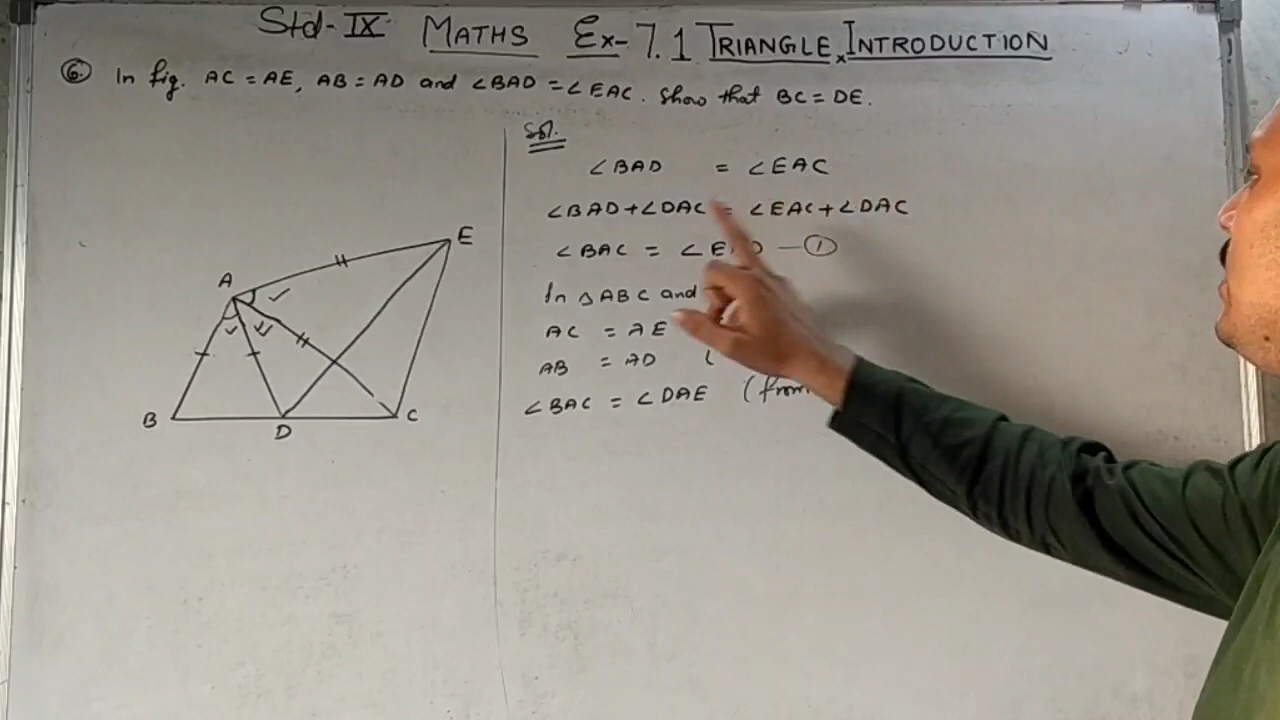 Std-IX MATHS Ex-7.1 TRIANGLE INTRODUCTION
⑥ In fig. AC = AE, AB = AD and ∠BAD = ∠EAC. Show that BC = DE.
Sol.
∠BAD = ∠EAC
∠BAD+∠DAC = ∠EAC+∠DAC
∠BAC = ∠E D — ①
In △ABC and
AC = AE
AB = AD (
∠BAC = ∠DAE (from
E
A
B
D
C